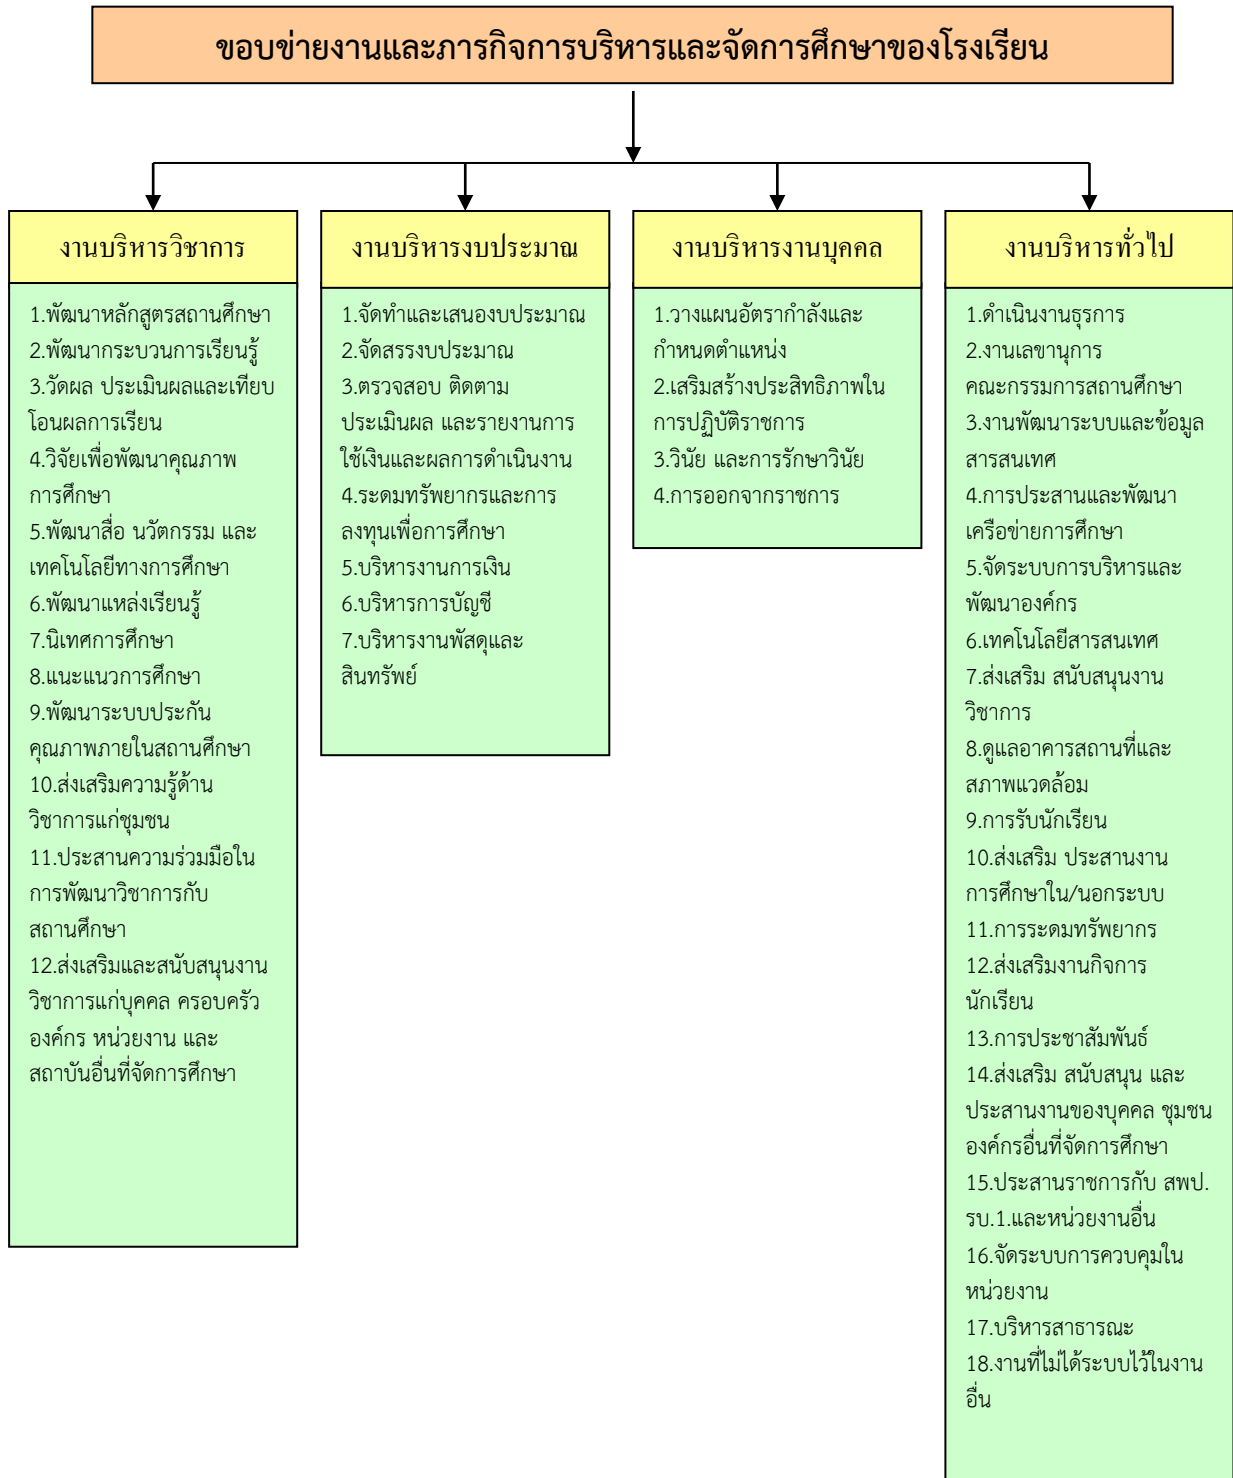 ขอบข่ายงานและภารกิจการบริหารและจัดการศึกษาของโรงเรียน
งานบริหารวิชาการ
1.พัฒนาหลักสูตรสถานศึกษา
2.พัฒนากระบวนการเรียนรู้
3.วัดผล ประเมินผลและเทียบ
โอนผลการเรียน
4.วิจัยเพื่อพัฒนาคุณภาพ
การศึกษา
5.พัฒนาสื่อ นวัตกรรม และ
เทคโนโลยีทางการศึกษา
6.พัฒนาแหล่งเรียนรู้
7.นิเทศการศึกษา
8.แนะแนวการศึกษา
9.พัฒนาระบบประกัน
คุณภาพภายในสถานศึกษา
10.ส่งเสริมความรู้ด้าน
วิชาการแก่ชุมชน
11.ประสานความร่วมมือใน
การพัฒนาวิชาการกับ
สถานศึกษา
12.ส่งเสริมและสนับสนุนงาน
วิชาการแก่บุคคล ครอบครัว
องค์กร หน่วยงาน และ
สถาบันอื่นที่จัดการศึกษา
งานบริหารงบประมาณ
1.จัดทำและเสนองบประมาณ
2.จัดสรรงบประมาณ
3.ตรวจสอบ ติดตาม
ประเมินผล และรายงานการ
ใช้เงินและผลการดำเนินงาน
4.ระดมทรัพยากรและการ
ลงทุนเพื่อการศึกษา
5.บริหารงานการเงิน
6.บริหารการบัญชี
7.บริหารงานพัสดุและ
สินทรัพย์
งานบริหารงานบุคคล
1.วางแผนอัตรากำลังและ
กำหนดตำแหน่ง
2.เสริมสร้างประสิทธิภาพใน
การปฏิบัติราชการ
3.วินัย และการรักษาวินัย
4.การออกจากราชการ
งานบริหารทั่วไป
1.ดำเนินงานธุรการ
2.งานเลขานุการ
คณะกรรมการสถานศึกษา
3.งานพัฒนาระบบและข้อมูล
สารสนเทศ
4.การประสานและพัฒนา
เครือข่ายการศึกษา
5.จัดระบบการบริหารและ
พัฒนาองค์กร
6.เทคโนโลยีสารสนเทศ
7.ส่งเสริม สนับสนุนงาน
วิชาการ
8.ดูแลอาคารสถานที่และ
สภาพแวดล้อม
9.การรับนักเรียน
10.ส่งเสริม ประสานงาน
การศึกษาใน/นอกระบบ
11.การระดมทรัพยากร
12.ส่งเสริมงานกิจการ
นักเรียน
13.การประชาสัมพันธ์
14.ส่งเสริม สนับสนุน และ
ประสานงานของบุคคล ชุมชน
องค์กรอื่นที่จัดการศึกษา
15.ประสานราชการกับ สพป.
รบ.1.และหน่วยงานอื่น
16.จัดระบบการควบคุมใน
หน่วยงาน
17.บริหารสาธารณะ
18.งานที่ไม่ได้ระบบไว้ในงาน
อื่น